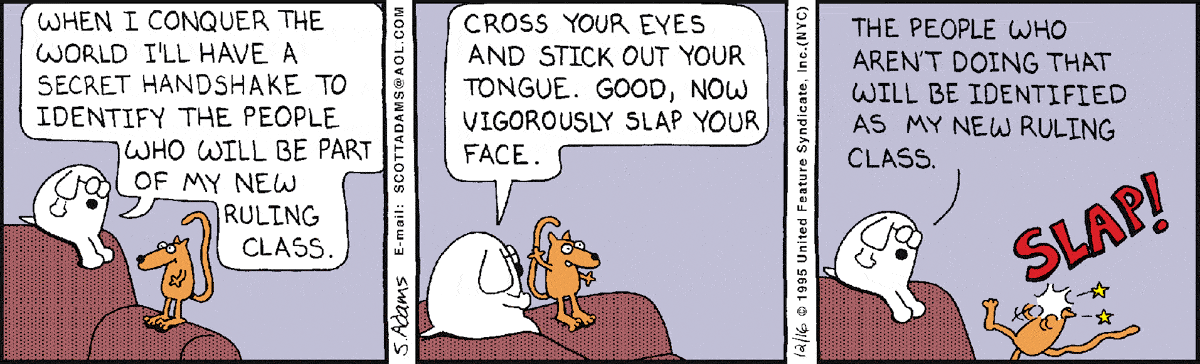 WHEN I CONQUER THE
WORLD I'LL HAVE A
SECRET HANDSHAKE TO
IDENTIFY THE PEOPLE
WHO WILL BE PART
OF MY NEW
RULING
CLASS.
S. Adams
E-mail: SCOTTADAMS@AOL.COM
CROSS YOUR EYES
AND STICK OUT YOUR
TONGUE. GOOD, NOW
VIGOROUSLY SLAP YOUR
FACE.
12/16 © 1995 United Feature Syndicate, Inc.(NYC)
THE PEOPLE WHO
AREN'T DOING THAT
WILL BE IDENTIFIED
AS MY NEW RULING
CLASS.
SLAP!